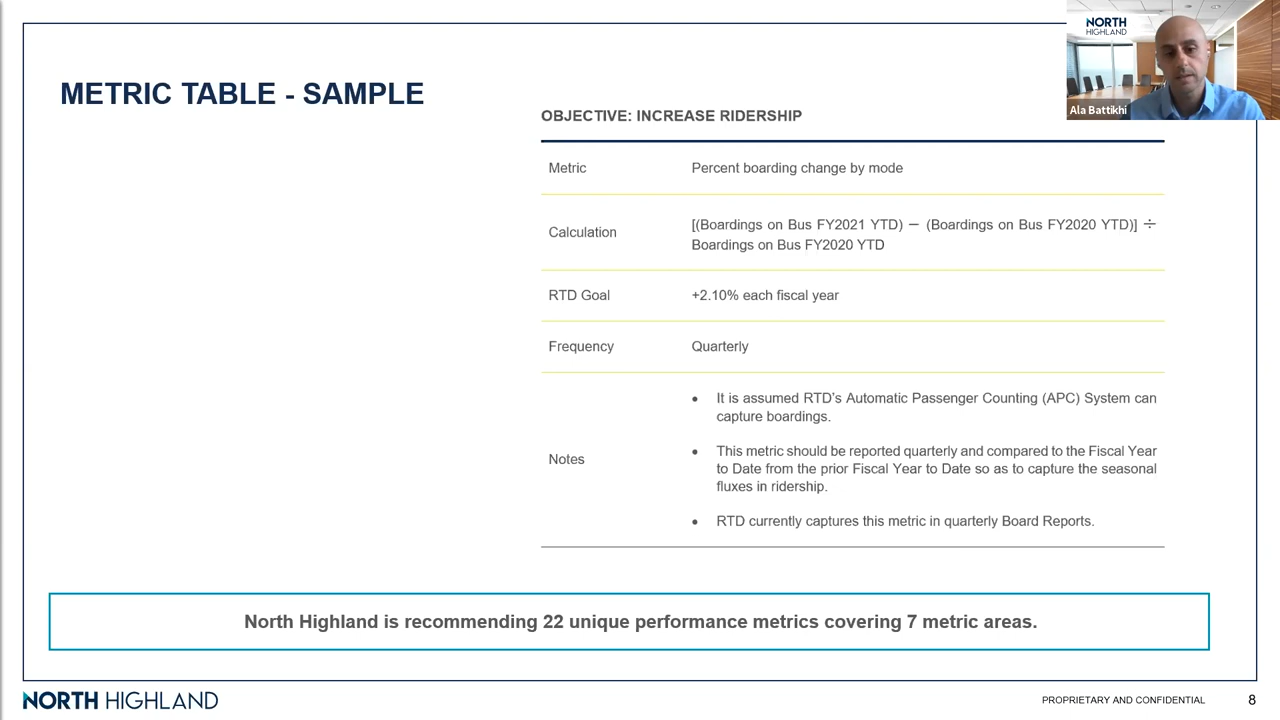 NORTH
HIGHLAND
Ala Battikhi
METRIC TABLE - SAMPLE
OBJECTIVE: INCREASE RIDERSHIP
Metric
Percent boarding change by mode
Calculation
[(Boardings on Bus FY2021 YTD) − (Boardings on Bus FY2020 YTD)] ÷
Boardings on Bus FY2020 YTD
RTD Goal
+2.10% each fiscal year
Frequency
Quarterly
Notes
• It is assumed RTD's Automatic Passenger Counting (APC) System can
capture boardings.
• This metric should be reported quarterly and compared to the Fiscal Year
to Date from the prior Fiscal Year to Date so as to capture the seasonal
fluxes in ridership.
• RTD currently captures this metric in quarterly Board Reports.
North Highland is recommending 22 unique performance metrics covering 7 metric areas.
NORTH HIGHLAND
PROPRIETARY AND CONFIDENTIAL
8